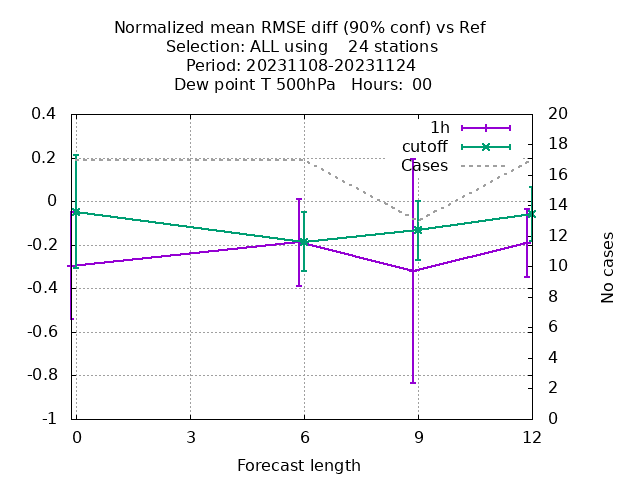 Normalized mean RMSE diff (90% conf) vs Ref
Selection: ALL using    24 stations
Period: 20231108-20231124
Dew point T 500hPa   Hours:  00
0.4
0.2
0
-0.2
-0.4
-0.6
-0.8
-1
20
18
16
14
12
10
8
6
4
2
0
1h
cutoff
Cases
No cases
0 3 6 9 12
Forecast length